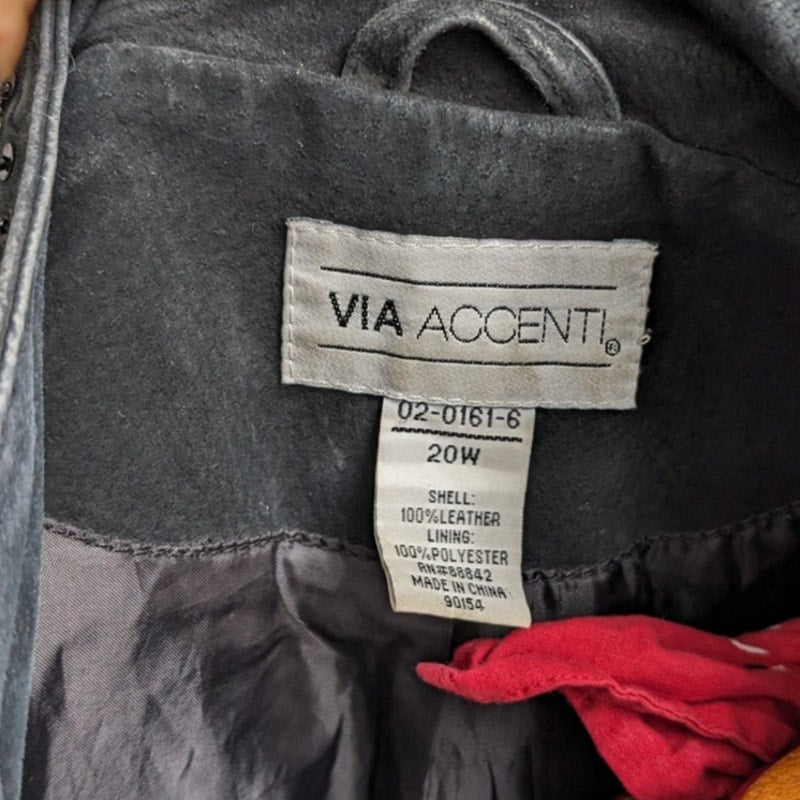 VIA ACCENTI®
02-0161-6
20W
SHELL:
100%LEATHER
LINING:
100%POLYESTER
RN#88842
MADE IN CHINA
90154